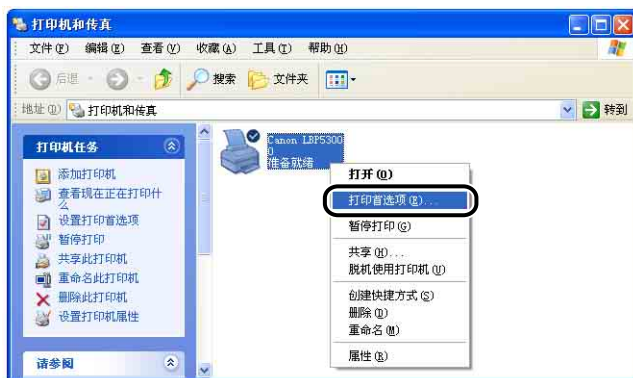 打印机和传真
文件(F) 编辑(E) 查看(V) 收藏(A) 工具(T) 帮助(H)
后退 搜索 文件夹
地址(D) 打印机和传真 转到
打印机任务
添加打印机
查看现在正在打印什么
设置打印首选项
暂停打印
共享此打印机
重命名此打印机
删除此打印机
设置打印机属性
请参阅
Canon LBP5300
0
准备就绪
打开(O)
打印首选项(E)...
暂停打印(G)
共享(H)...
脱机使用打印机(U)
创建快捷方式(S)
删除(D)
重命名(M)
属性(R)